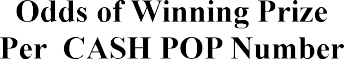 Odds of Winning Prize
Per CASH POP Number